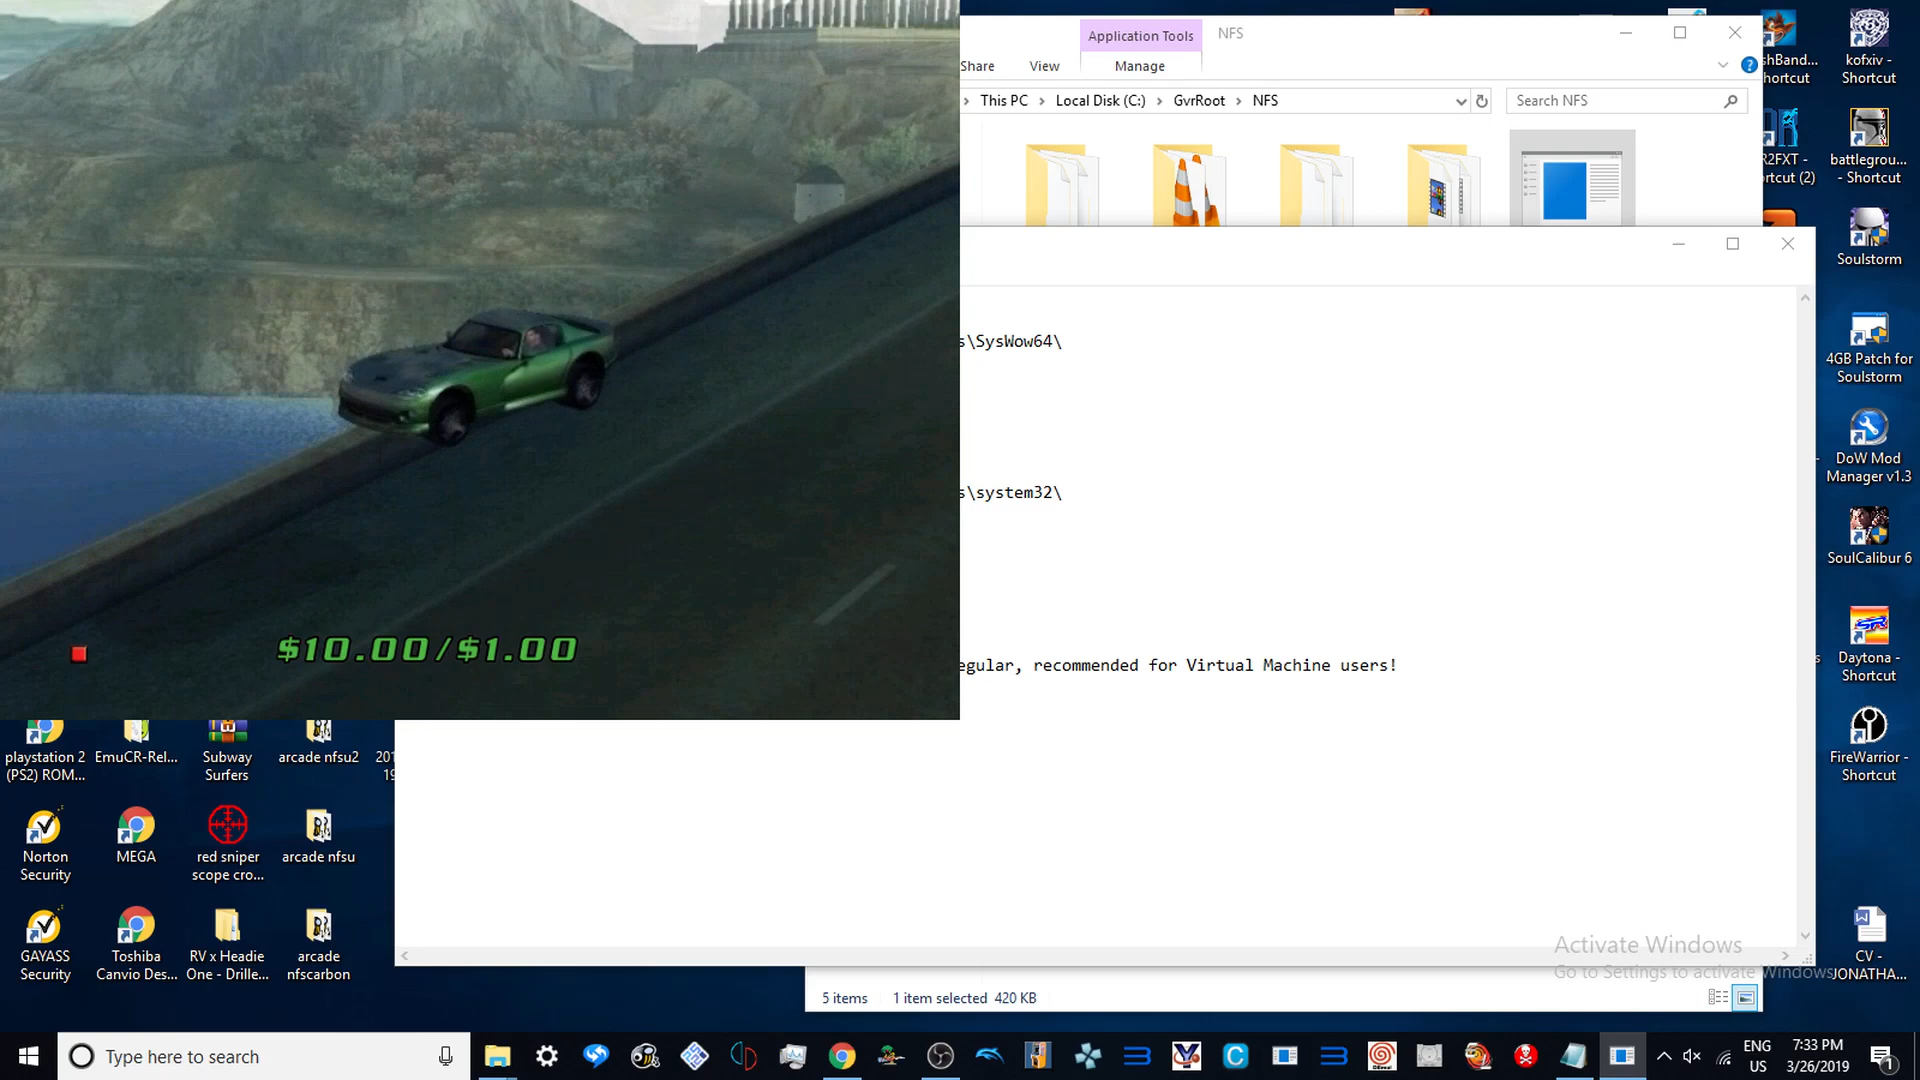 Application Tools
NFS
Share
View
Manage
This PC
Local Disk (C:)
GvrRoot
NFS
Search NFS
s\SysWow64\
s\system32\
egular, recommended for Virtual Machine users!
$10.00/$1.00
shBand...
hortcut
kofxiv -
Shortcut
R2FXT -
rtcut (2)
battlegrou...
- Shortcut
Soulstorm
4GB Patch for
Soulstorm
DoW Mod
Manager v1.3
SoulCalibur 6
Daytona -
Shortcut
FireWarrior -
Shortcut
CV -
JONATHA...
playstation 2
(PS2) ROM...
EmuCR-Rel...
Subway
Surfers
arcade nfsu2
201
19
Norton
Security
MEGA
red sniper
scope cro...
arcade nfsu
GAYASS
Security
Toshiba
Canvio Des...
RV x Headie
One - Drille...
arcade
nfscarbon
Activate Windows
Go to Settings to activate Windows
5 items
1 item selected 420 KB
Type here to search
ENG
US
7:33 PM
3/26/2019
1